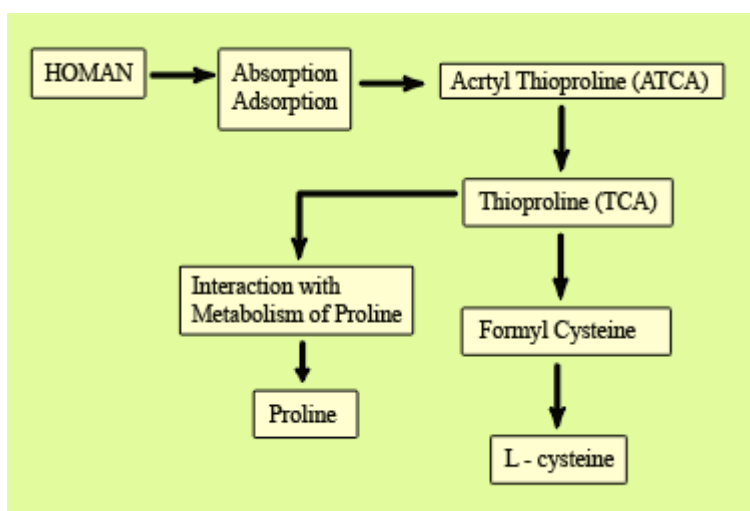 HOMAN
Absorption
Adsorption
Acrtyl Thioproline (ATCA)
Thioproline (TCA)
Interaction with
Metabolism of Proline
Formyl Cysteine
Proline
L - cysteine